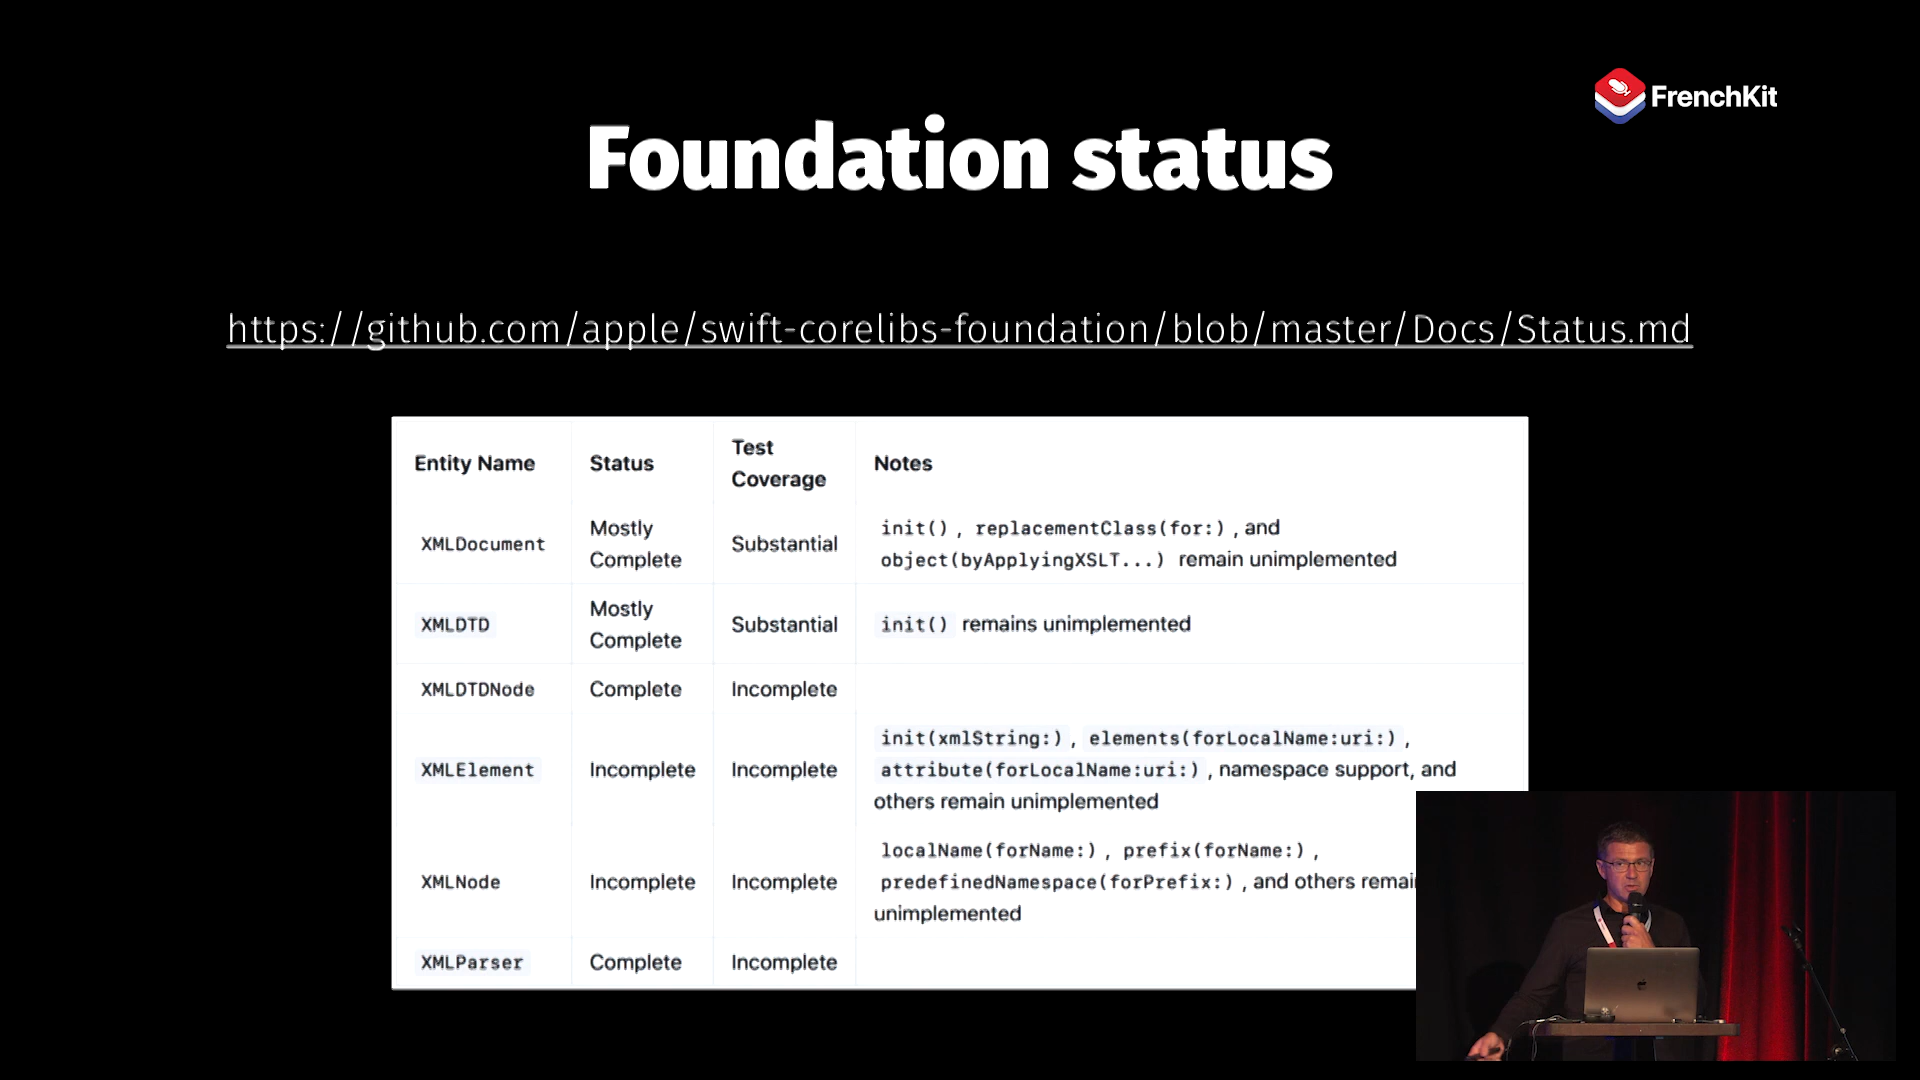 FrenchKit
Foundation status
https://github.com/apple/swift-corelibs-foundation/blob/master/Docs/Status.md
Entity Name Status Test Coverage Notes
XMLDocument Mostly Complete Substantial init() , replacementClass(for:) , and
object(byApplyingXSLT...) remain unimplemented
XMLDTD Mostly Complete Substantial init() remains unimplemented
XMLDTDNode Complete Incomplete
XMLElement Incomplete Incomplete init(xmlString:) , elements(forLocalName:uri:) ,
attribute(forLocalName:uri:) , namespace support, and
others remain unimplemented
XMLNode Incomplete Incomplete localName(forName:) , prefix(forName:) ,
predefinedNamespace(forPrefix:) , and others remai
unimplemented
XMLParser Complete Incomplete